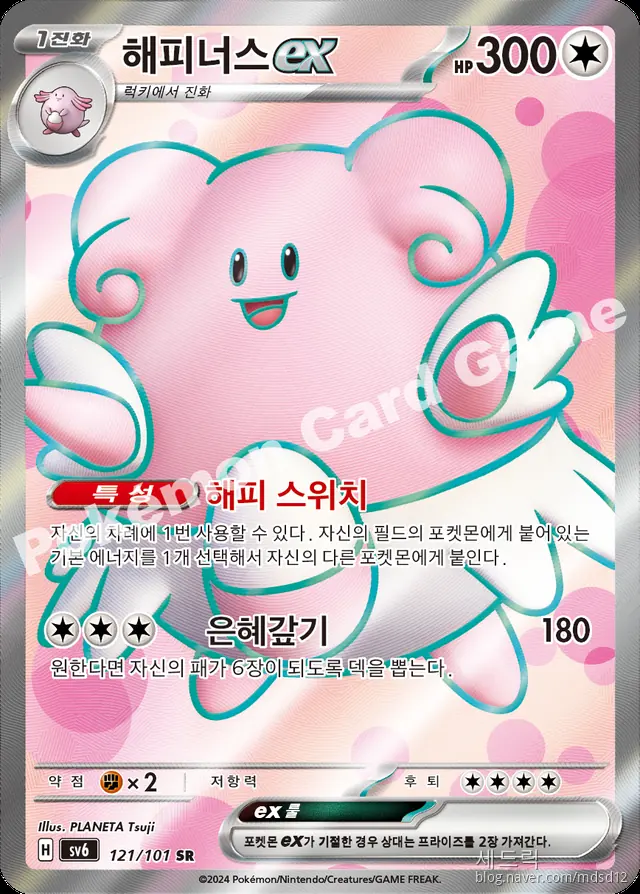 1진화
해피너스 ex
HP 300
럭키에서 진화
Pokémon Card Game
특성 해피 스위치
자신의 차례에 1번 사용할 수 있다. 자신의 필드의 포켓몬에게 붙어 있는
기본 에너지를 1개 선택해서 자신의 다른 포켓몬에게 붙인다.
은혜갚기 180
원한다면 자신의 패가 6장이 되도록 덱을 뽑는다.
약점 ×2 저항력 후퇴
ex 룰
포켓몬 ex가 기절한 경우 상대는 프라이즈를 2장 가져간다.
Illus. PLANETA Tsuji
H sv6 121/101 SR
세드릭
blog.naver.com/mdsd12
©2024 Pokémon/Nintendo/Creatures/GAME FREAK.